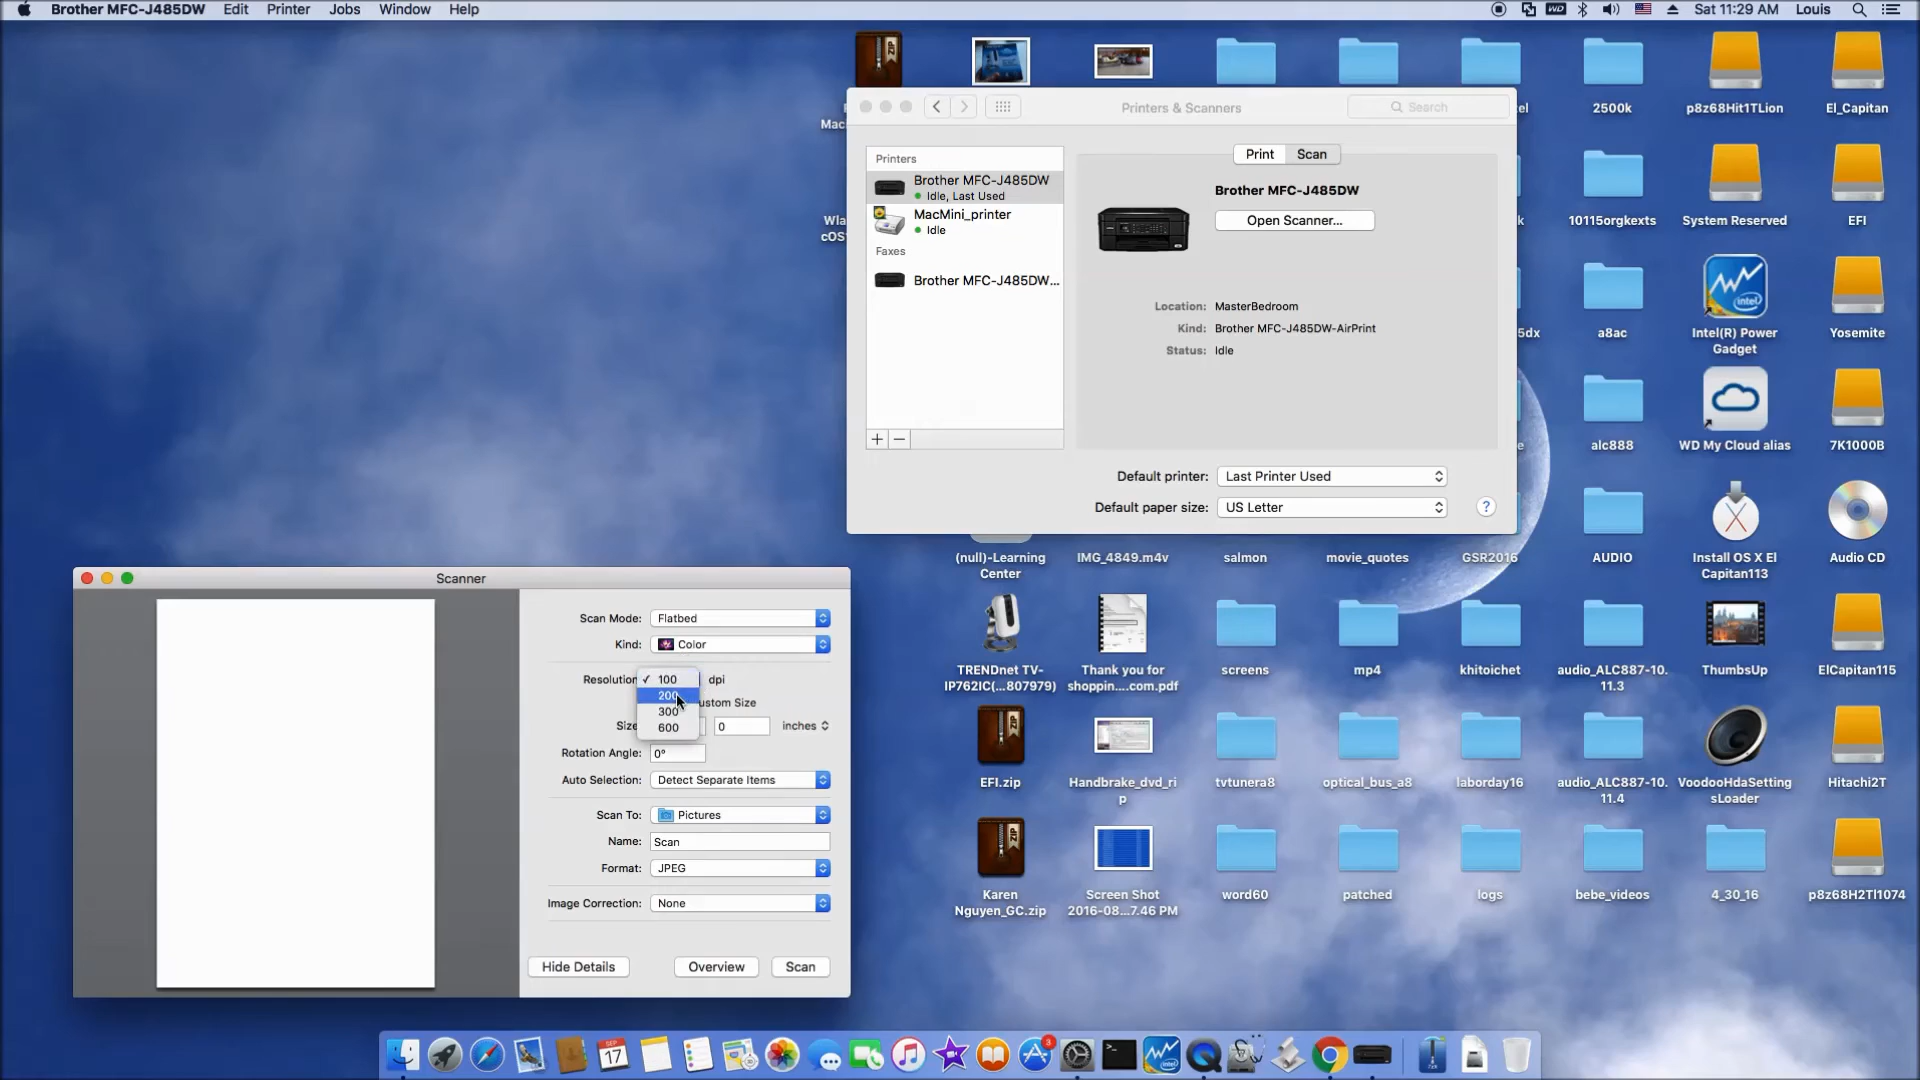 Brother MFC-J485DW Edit Printer Jobs Window Help
WD Sat 11:29 AM Louis
ZIP
2500k
p8z68Hit1TLion
El_Capitan
Printers & Scanners
Search
Printers
Brother MFC-J485DW
Idle, Last Used
MacMini_printer
Idle
Faxes
Brother MFC-J485DW...
Print Scan
Brother MFC-J485DW
Open Scanner...
Location: MasterBedroom
Kind: Brother MFC-J485DW-AirPrint
Status: Idle
+ −
Default printer: Last Printer Used
Default paper size: US Letter
?
10115orgkexts
System Reserved
EFI
a8ac
Intel(R) Power
Gadget
Yosemite
alc888
WD My Cloud alias
7K1000B
(null)-Learning
Center
IMG_4849.m4v
salmon
movie_quotes
GSR2016
AUDIO
Install OS X El
Capitan113
Audio CD
TRENDnet TV-
IP762IC(...807979)
Thank you for
shoppin....com.pdf
screens
mp4
khitoichet
audio_ALC887-10.
11.3
ThumbsUp
ElCapitan115
EFI.zip
Handbrake_dvd_ri
p
tvtunera8
optical_bus_a8
laborday16
audio_ALC887-10.
11.4
VoodooHdaSetting
sLoader
Hitachi2T
Karen
Nguyen_GC.zip
Screen Shot
2016-08...7.46 PM
word60
patched
logs
bebe_videos
4_30_16
p8z68H2Tl1074
Scanner
Scan Mode: Flatbed
Kind: Color
Resolution ✓ 100 dpi
200
300
600
ustom Size
Size 0 inches
Rotation Angle: 0°
Auto Selection: Detect Separate Items
Scan To: Pictures
Name: Scan
Format: JPEG
Image Correction: None
Hide Details Overview Scan
SEP
17
3